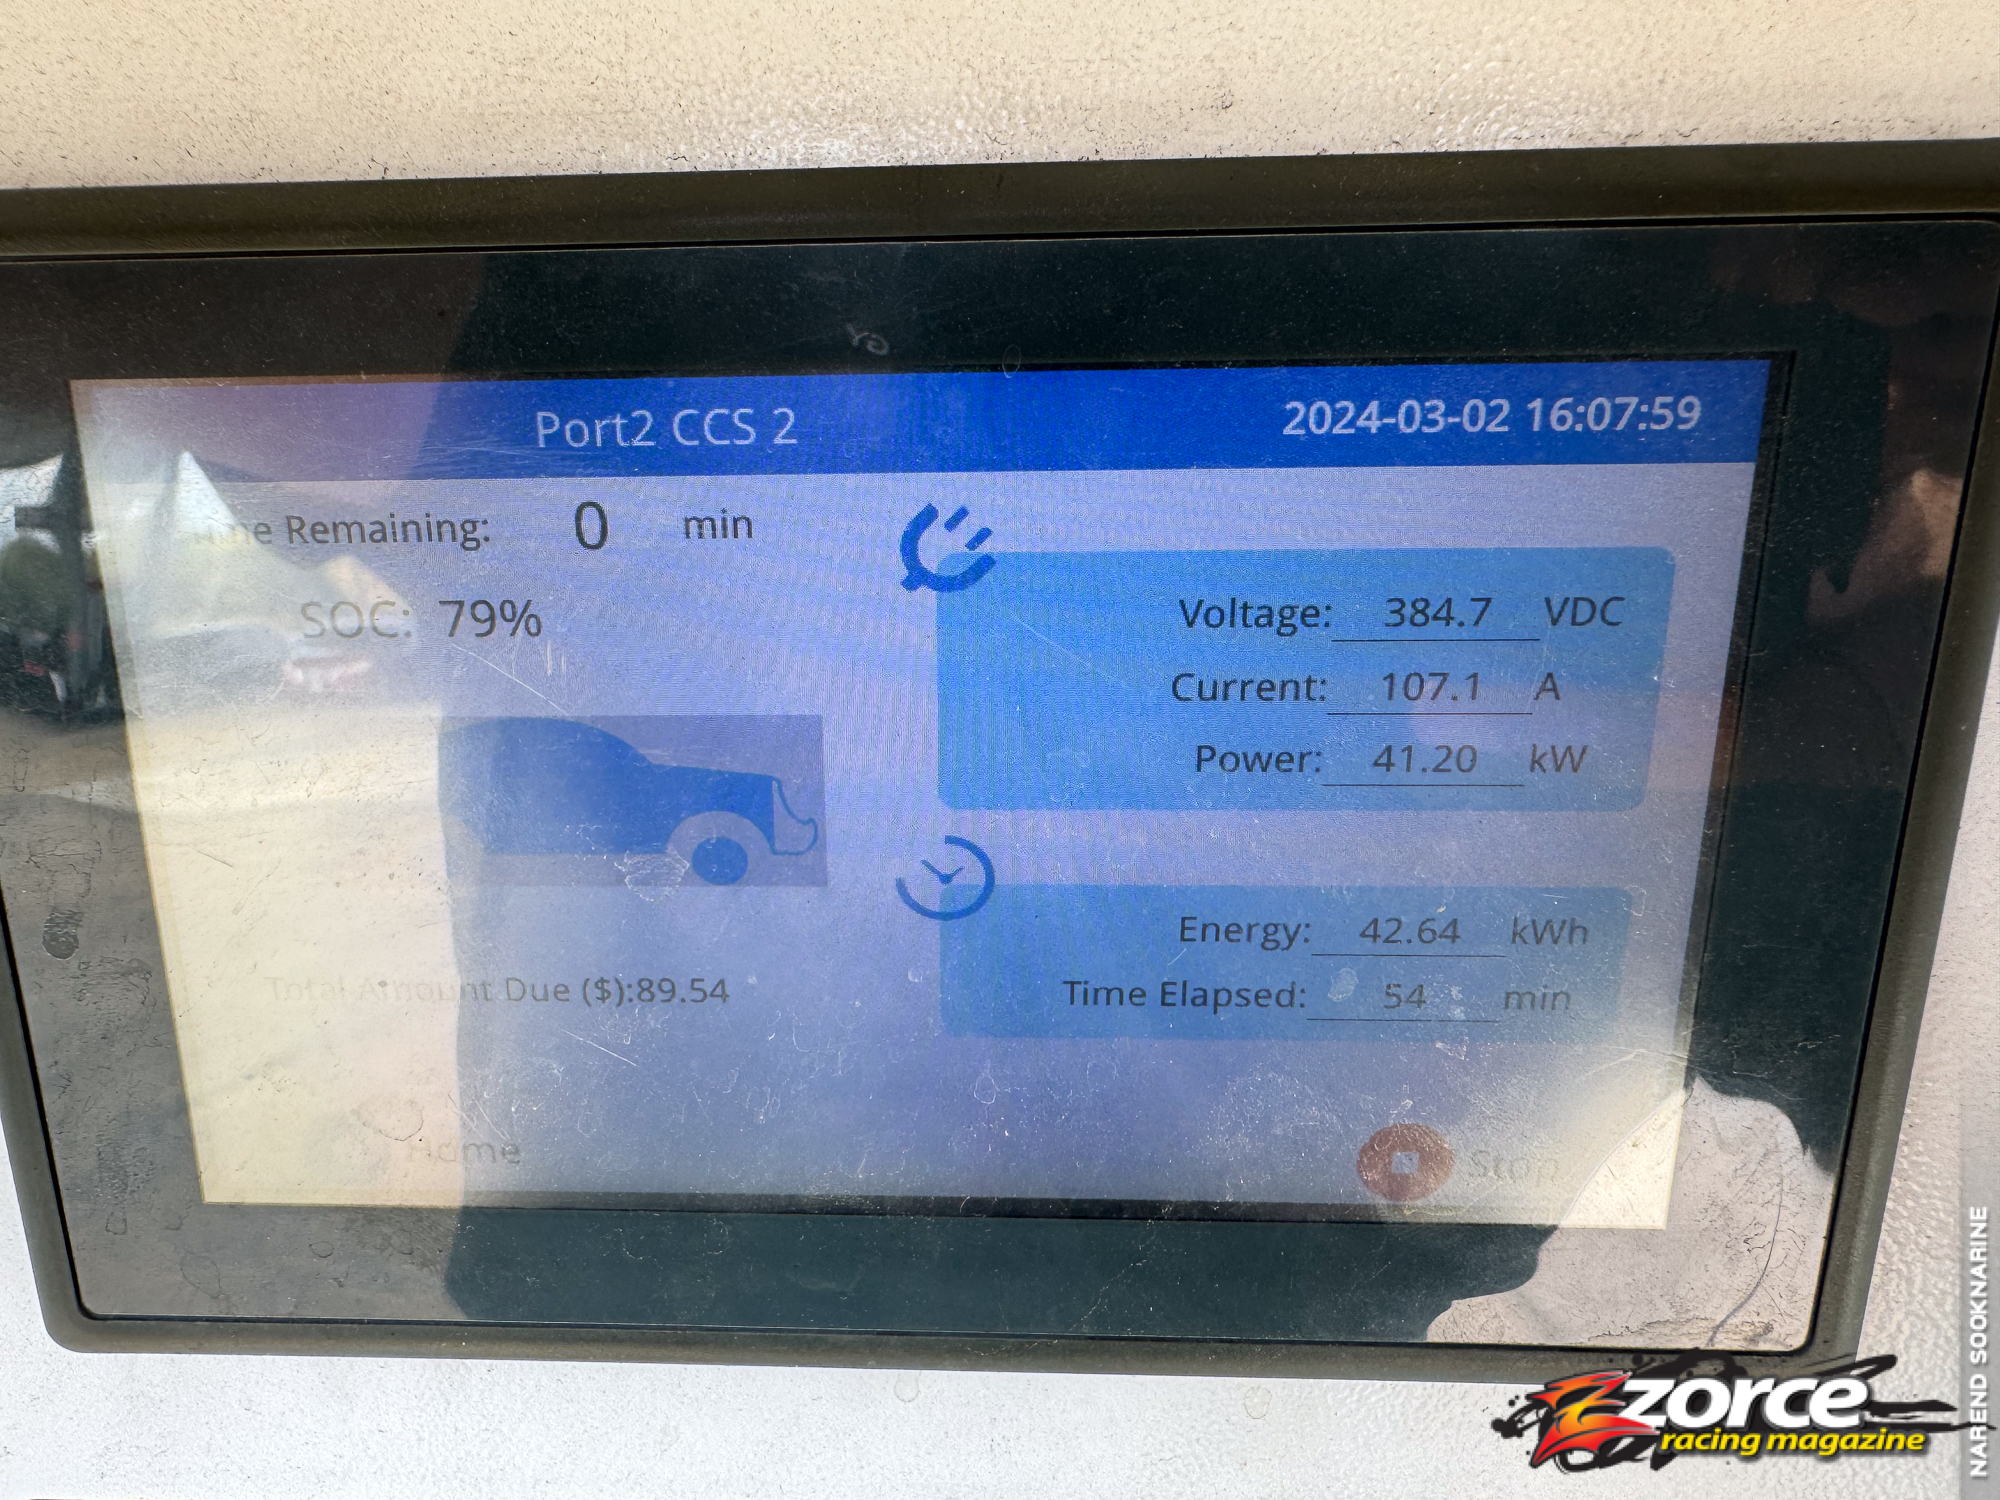 Port2 CCS 2
2024-03-02 16:07:59
Time Remaining: 0 min
SOC: 79%
Voltage: 384.7 VDC
Current: 107.1 A
Power: 41.20 kW
Energy: 42.64 kWh
Time Elapsed: 54 min
Total Amount Due ($):89.54
Home
Stop
zorcé
racing magazine
NAREND SOOKNARINE